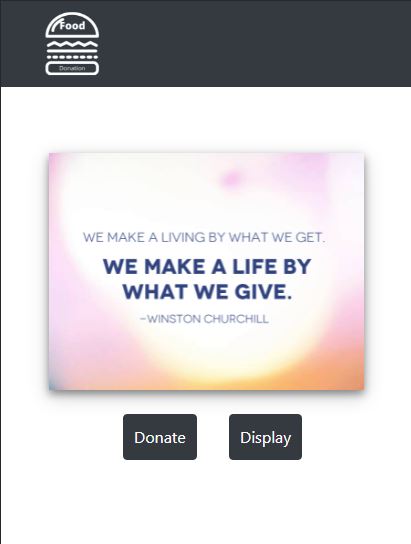 Food
Donation
WE MAKE A LIVING BY WHAT WE GET.
WE MAKE A LIFE BY
WHAT WE GIVE.
~WINSTON CHURCHILL
Donate Display